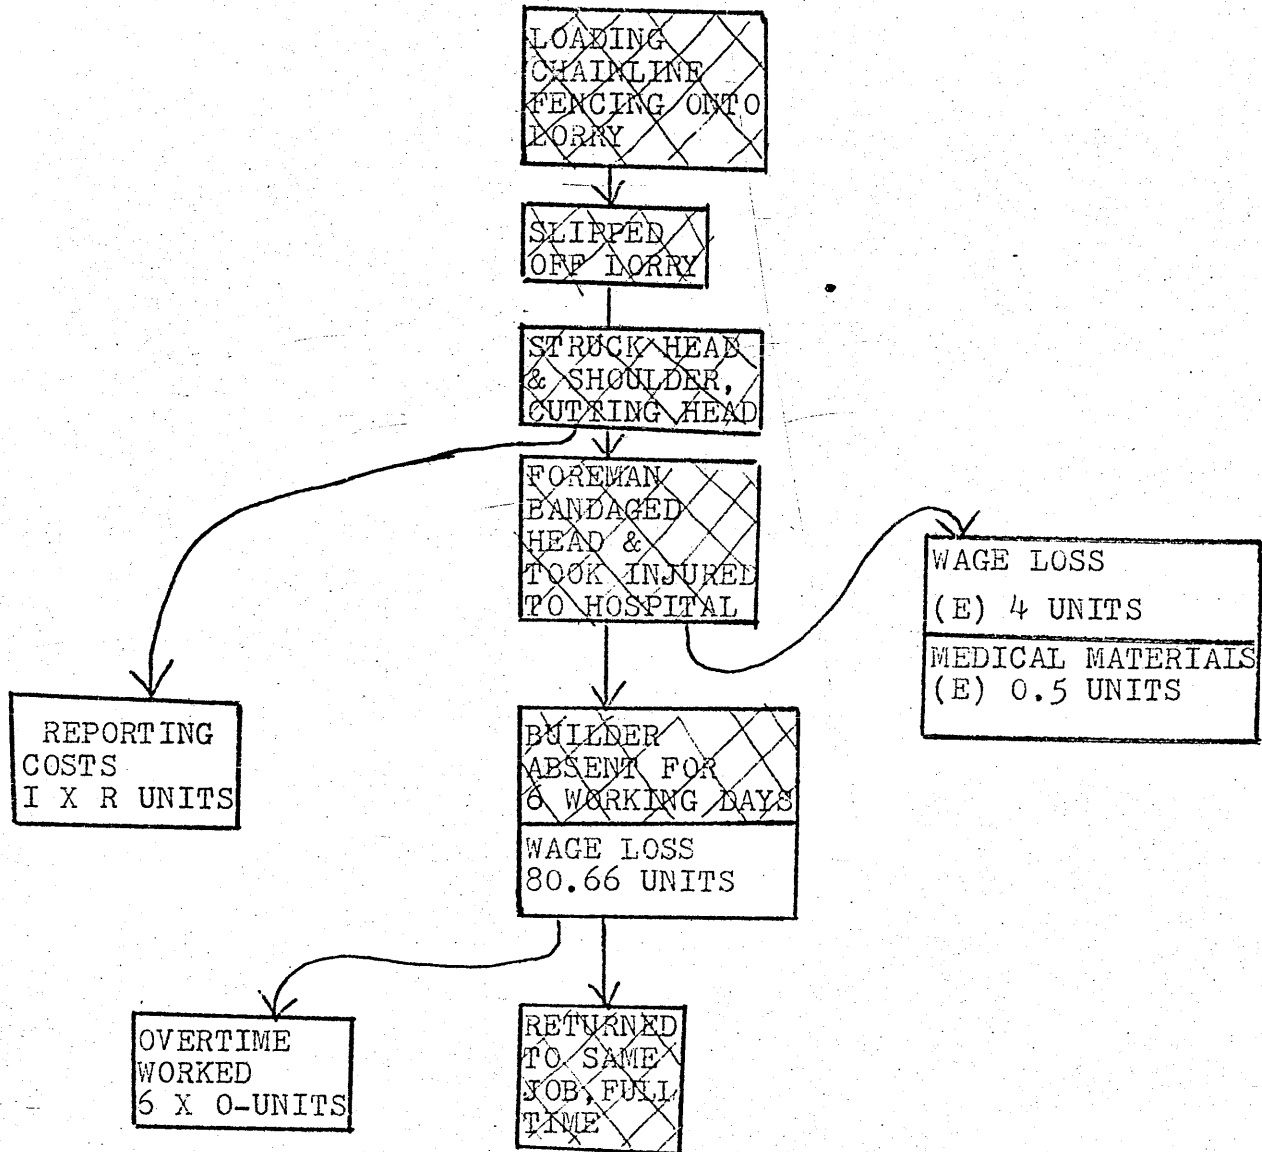 LOADING
CHAINLINE
FENCING ONTO
LORRY
SLIPPED
OFF LORRY
STRUCK HEAD
& SHOULDER,
CUTTING HEAD
FOREMAN
BANDAGED
HEAD &
TOOK INJURED
TO HOSPITAL
WAGE LOSS
(E) 4 UNITS
MEDICAL MATERIALS
(E) 0.5 UNITS
REPORTING
COSTS
I X R UNITS
BUILDER
ABSENT FOR
6 WORKING DAYS
WAGE LOSS
80.66 UNITS
OVERTIME
WORKED
6 X O-UNITS
RETURNED
TO SAME
JOB, FULL
TIME